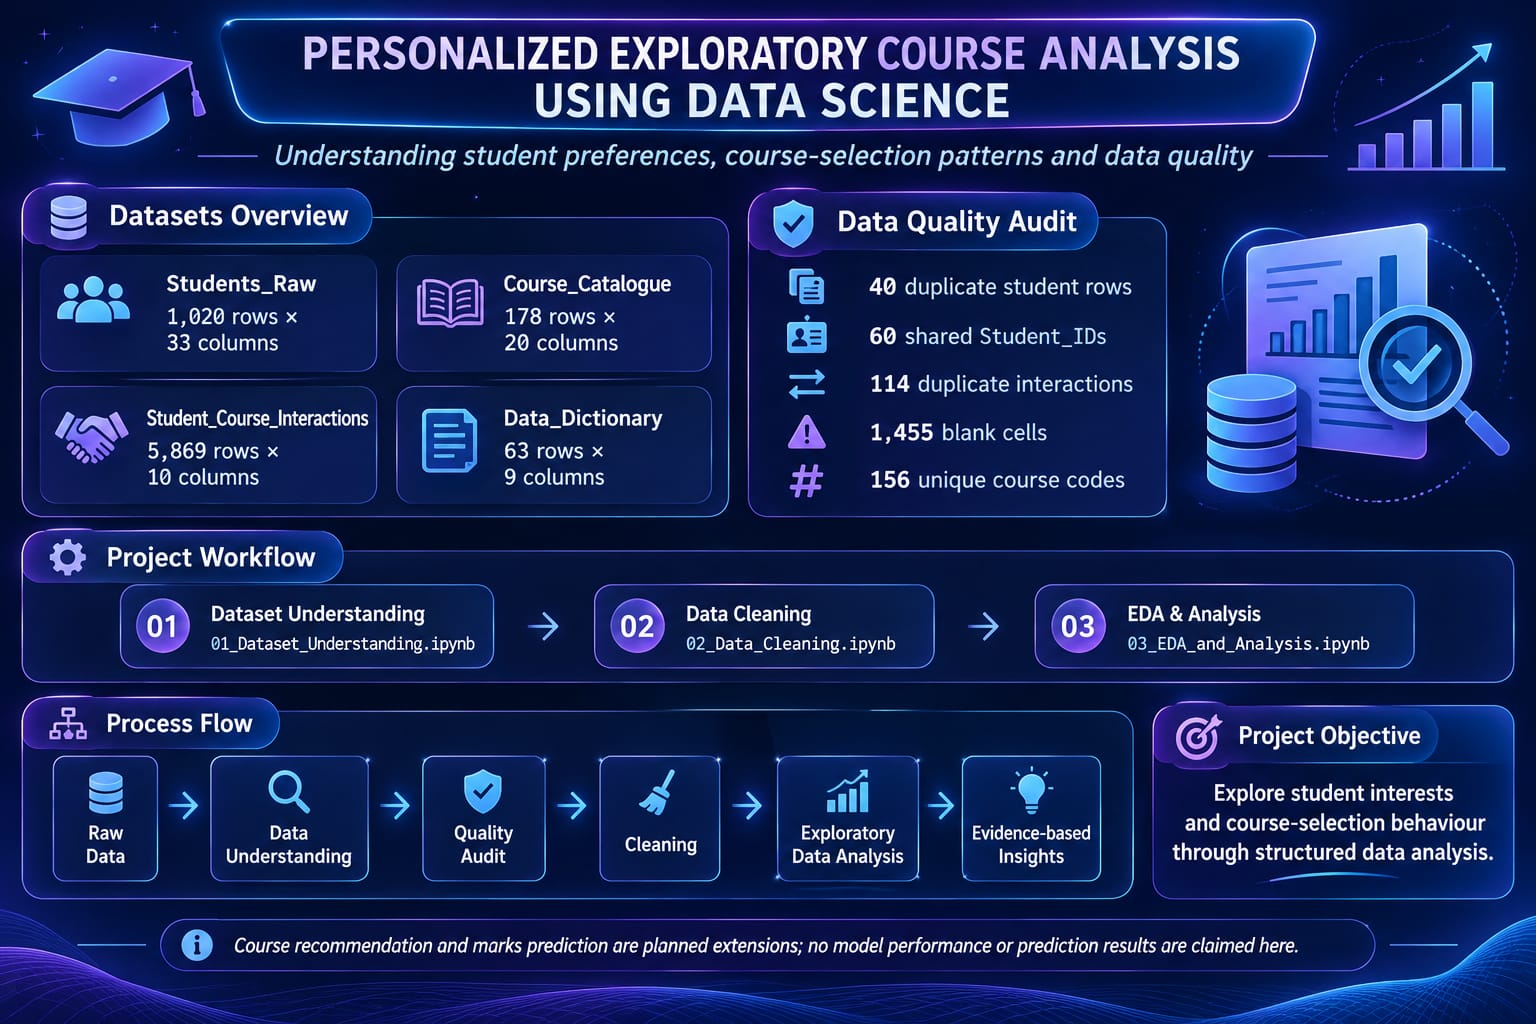 PERSONALIZED EXPLORATORY COURSE ANALYSIS
USING DATA SCIENCE
Understanding student preferences, course-selection patterns and data quality
Datasets Overview
Students_Raw
1,020 rows ×
33 columns
Course_Catalogue
178 rows ×
20 columns
Student_Course_Interactions
5,869 rows ×
10 columns
Data_Dictionary
63 rows ×
9 columns
Data Quality Audit
40 duplicate student rows
60 shared Student_IDs
114 duplicate interactions
1,455 blank cells
# 156 unique course codes
Project Workflow
01
Dataset Understanding
01_Dataset_Understanding.ipynb
02
Data Cleaning
02_Data_Cleaning.ipynb
03
EDA & Analysis
03_EDA_and_Analysis.ipynb
Process Flow
Raw
Data
Data
Understanding
Quality
Audit
Cleaning
Exploratory
Data Analysis
Evidence-based
Insights
Project Objective
Explore student interests
and course-selection behaviour
through structured data analysis.
Course recommendation and marks prediction are planned extensions; no model performance or prediction results are claimed here.